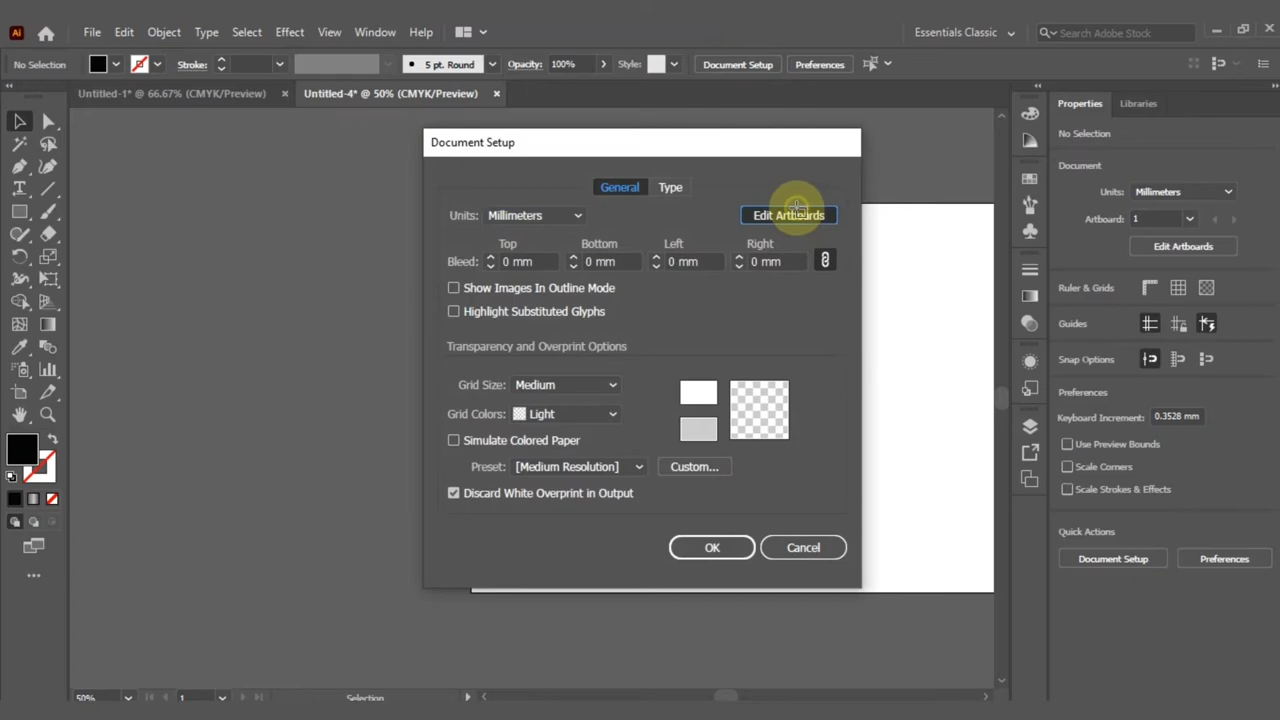 Ai File Edit Object Type Select Effect View Window Help Essentials Classic Search Adobe Stock
No Selection Stroke: 5 pt. Round Opacity: 100% Style: Document Setup Preferences
Untitled-1* @ 66.67% (CMYK/Preview) × Untitled-4* @ 50% (CMYK/Preview) ×
Properties Libraries
No Selection
Document
Units: Millimeters
Artboard: 1
Edit Artboards
Ruler & Grids
Guides
Snap Options
Preferences
Keyboard Increment: 0.3528 mm
Use Preview Bounds
Scale Corners
Scale Strokes & Effects
Quick Actions
Document Setup Preferences
Document Setup
General Type
Units: Millimeters Edit Artboards
Top Bottom Left Right
Bleed: 0 mm 0 mm 0 mm 0 mm
Show Images In Outline Mode
Highlight Substituted Glyphs
Transparency and Overprint Options
Grid Size: Medium
Grid Colors: Light
Simulate Colored Paper
Preset: [Medium Resolution] Custom...
Discard White Overprint in Output
OK Cancel
50% 1 Selection